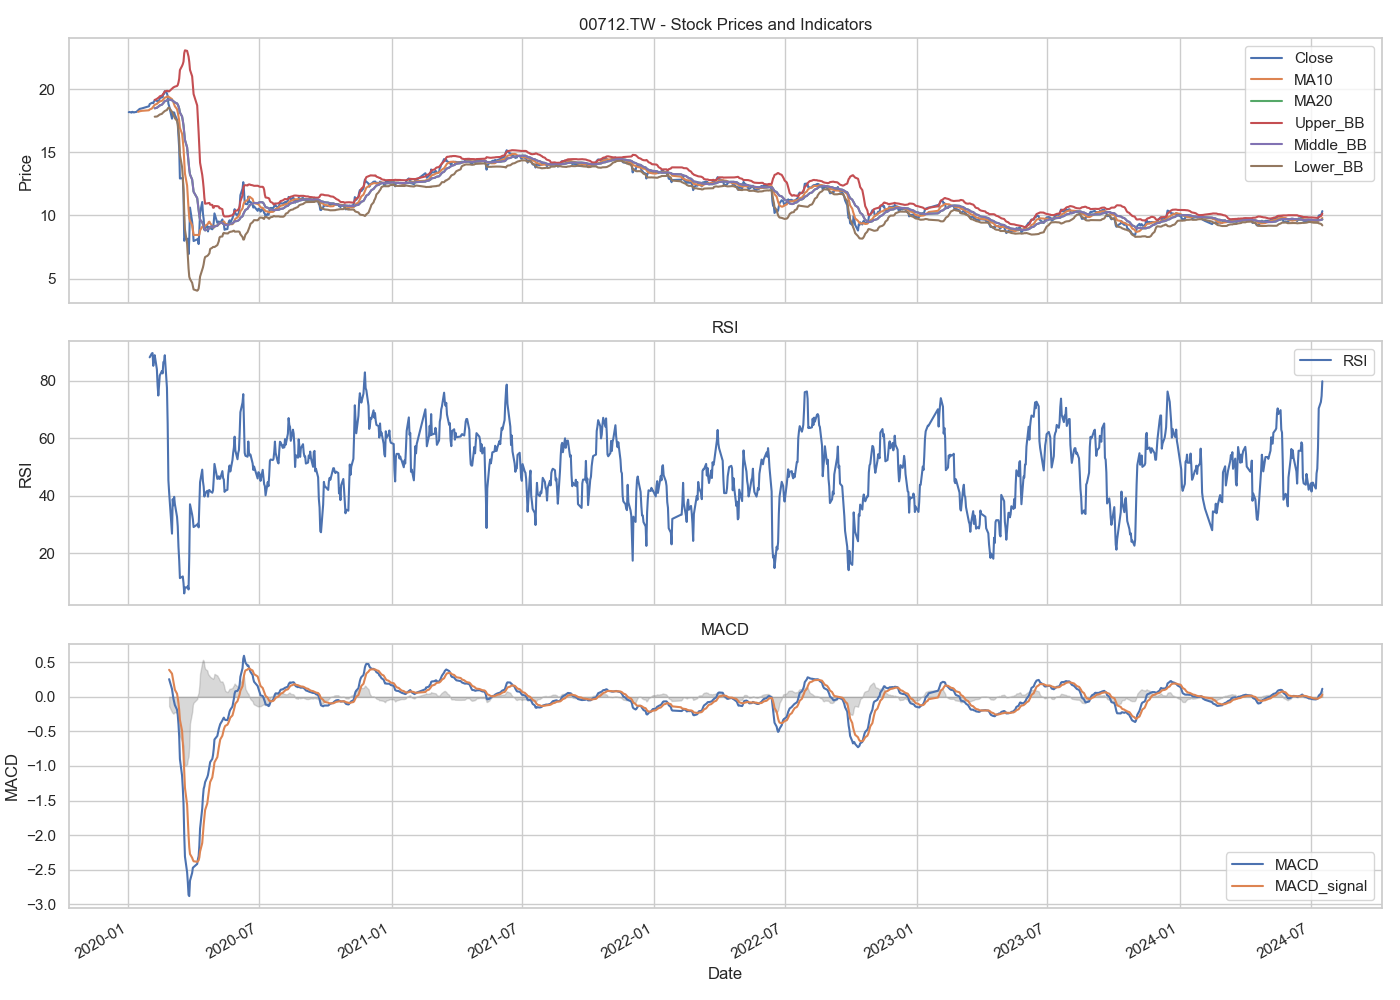 00712.TW - Stock Prices and Indicators
Price
20
15
10
5
Close
MA10
MA20
Upper_BB
Middle_BB
Lower_BB
RSI
RSI
80
60
40
20
RSI
MACD
MACD
0.5
0.0
−0.5
−1.0
−1.5
−2.0
−2.5
−3.0
MACD
MACD_signal
2020-01
2020-07
2021-01
2021-07
2022-01
2022-07
2023-01
2023-07
2024-01
2024-07
Date